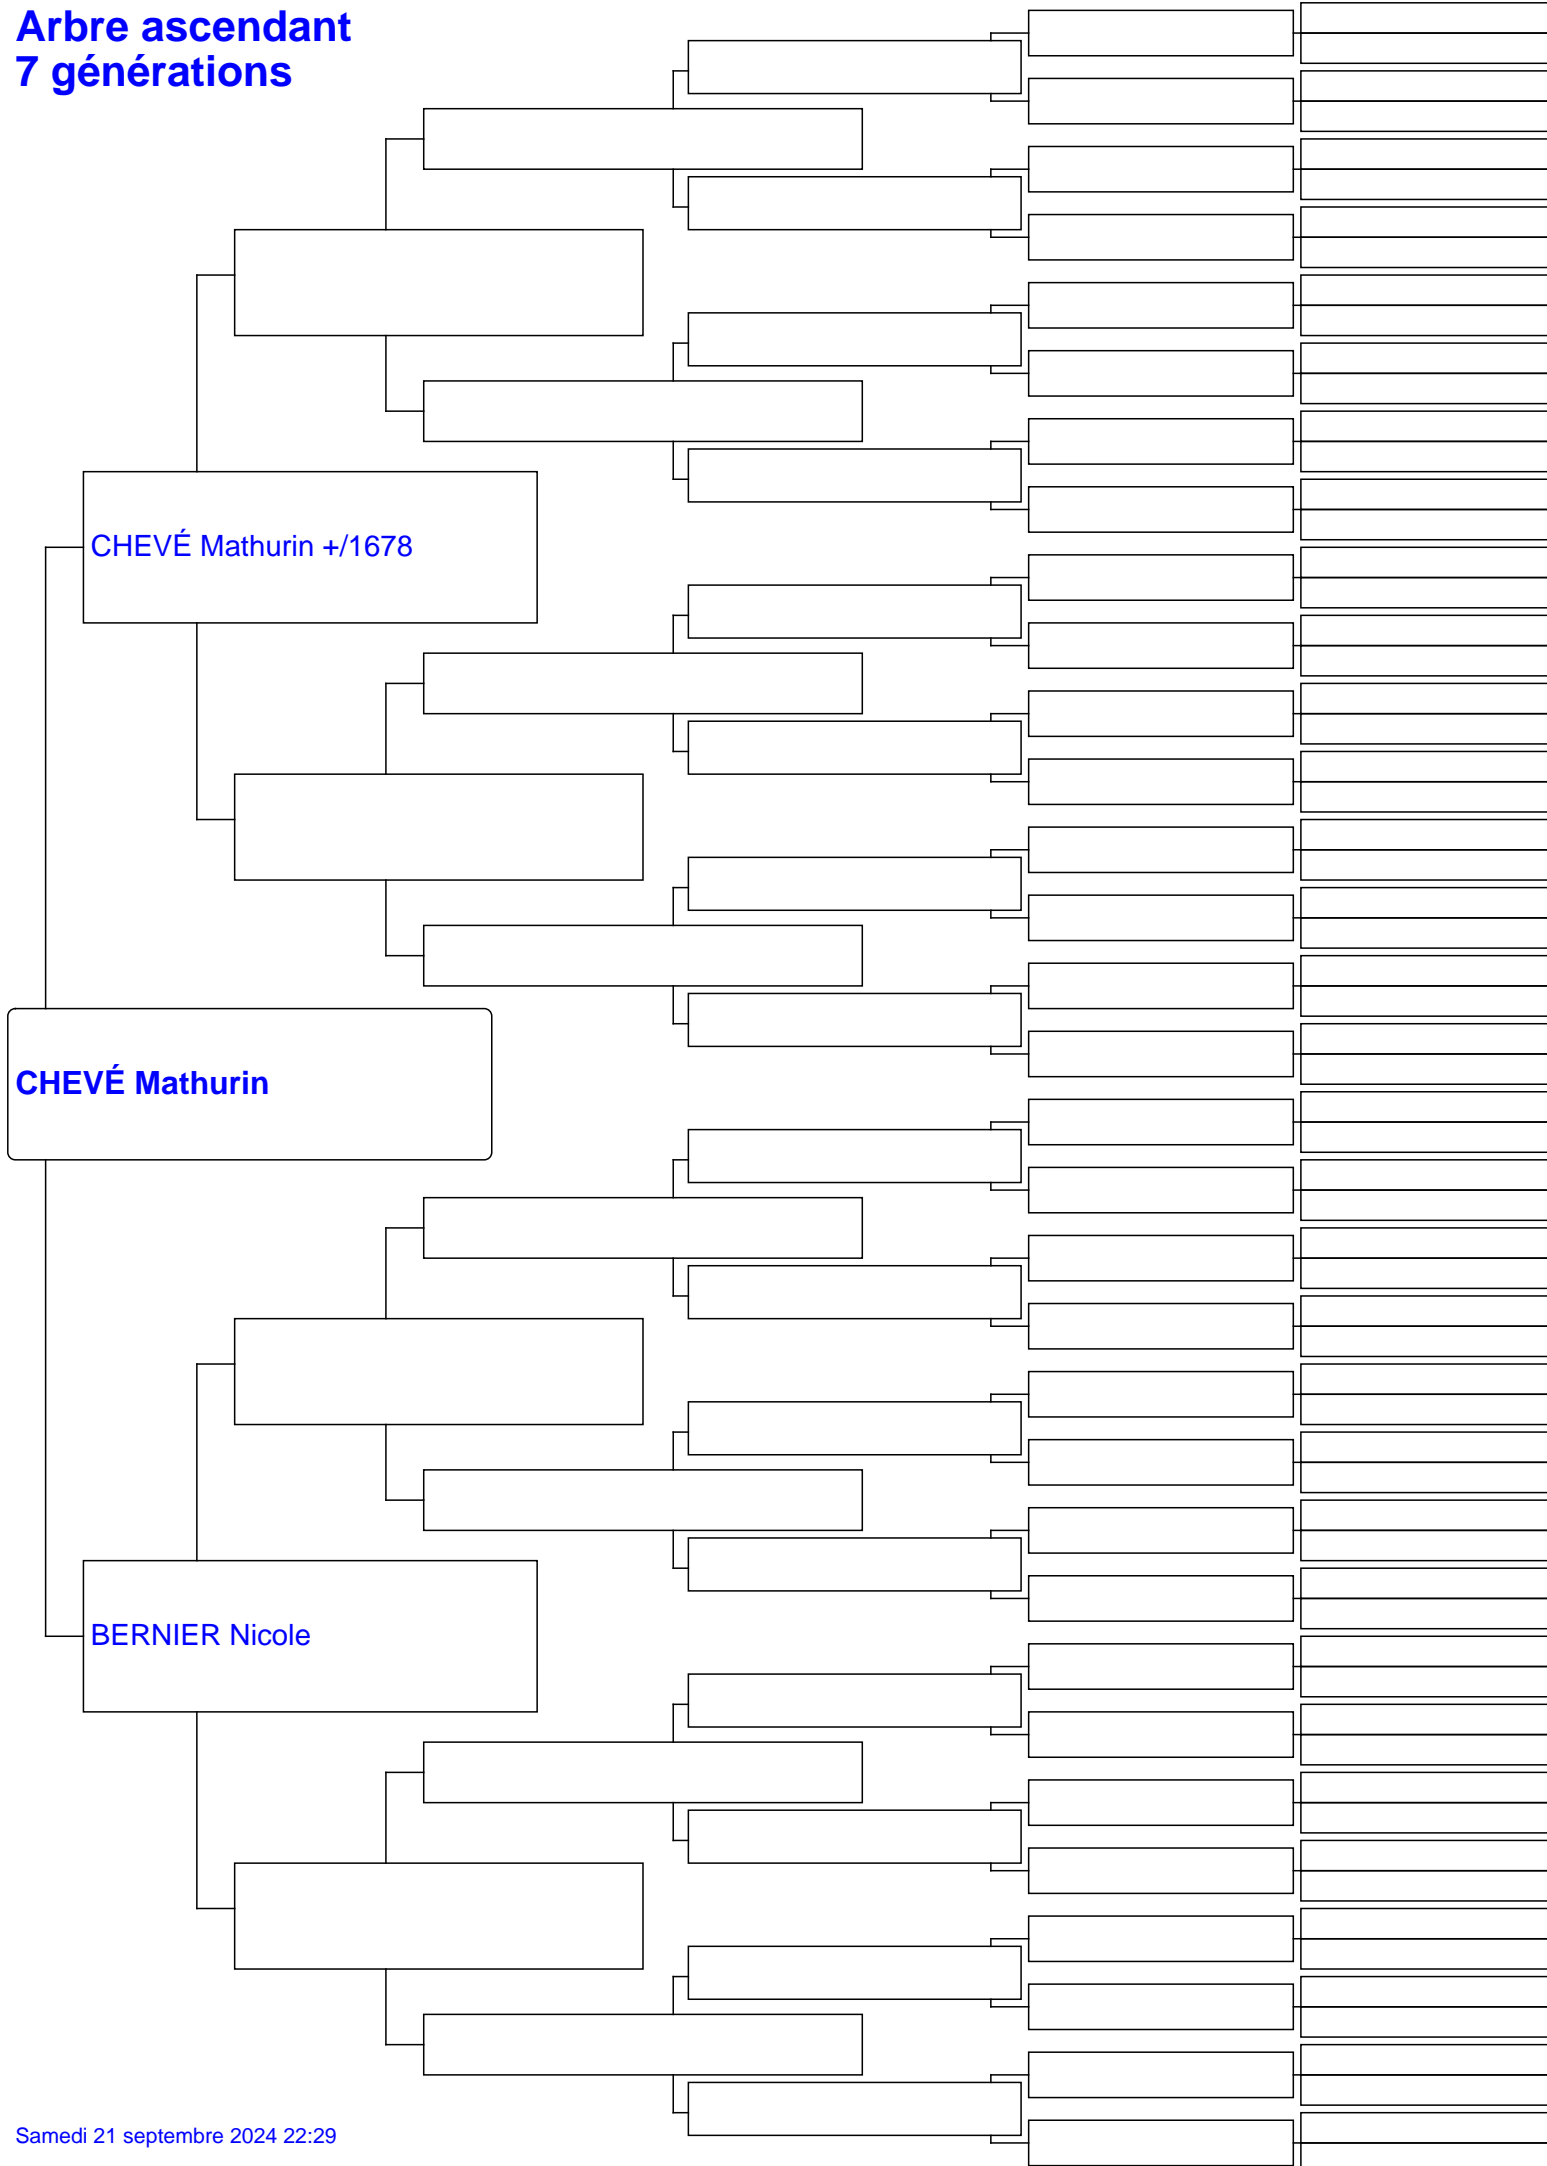 Arbre ascendant
7 générations
CHEVÉ Mathurin +/1678
CHEVÉ Mathurin
BERNIER Nicole
Samedi 21 septembre 2024 22:29